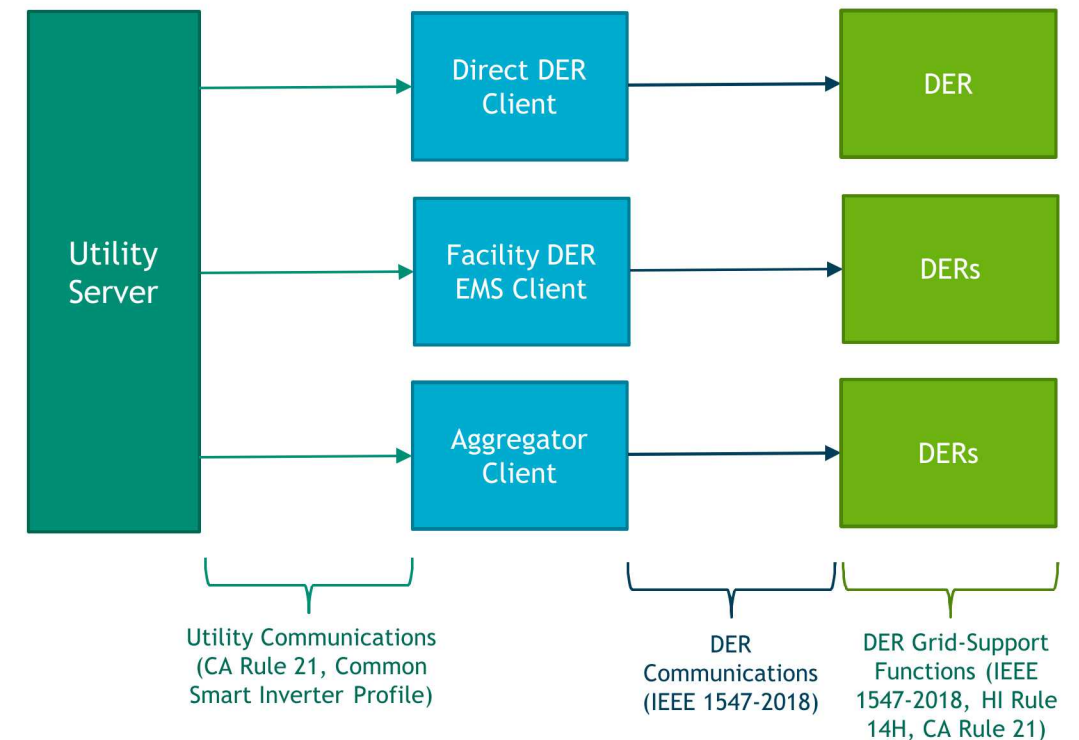 Utility
Server
Direct DER
Client
DER
Facility DER
EMS Client
DERs
Aggregator
Client
DERs
Utility Communications
(CA Rule 21, Common
Smart Inverter Profile)
DER
Communications
(IEEE 1547-2018)
DER Grid-Support
Functions (IEEE
1547-2018, HI Rule
14H, CA Rule 21)